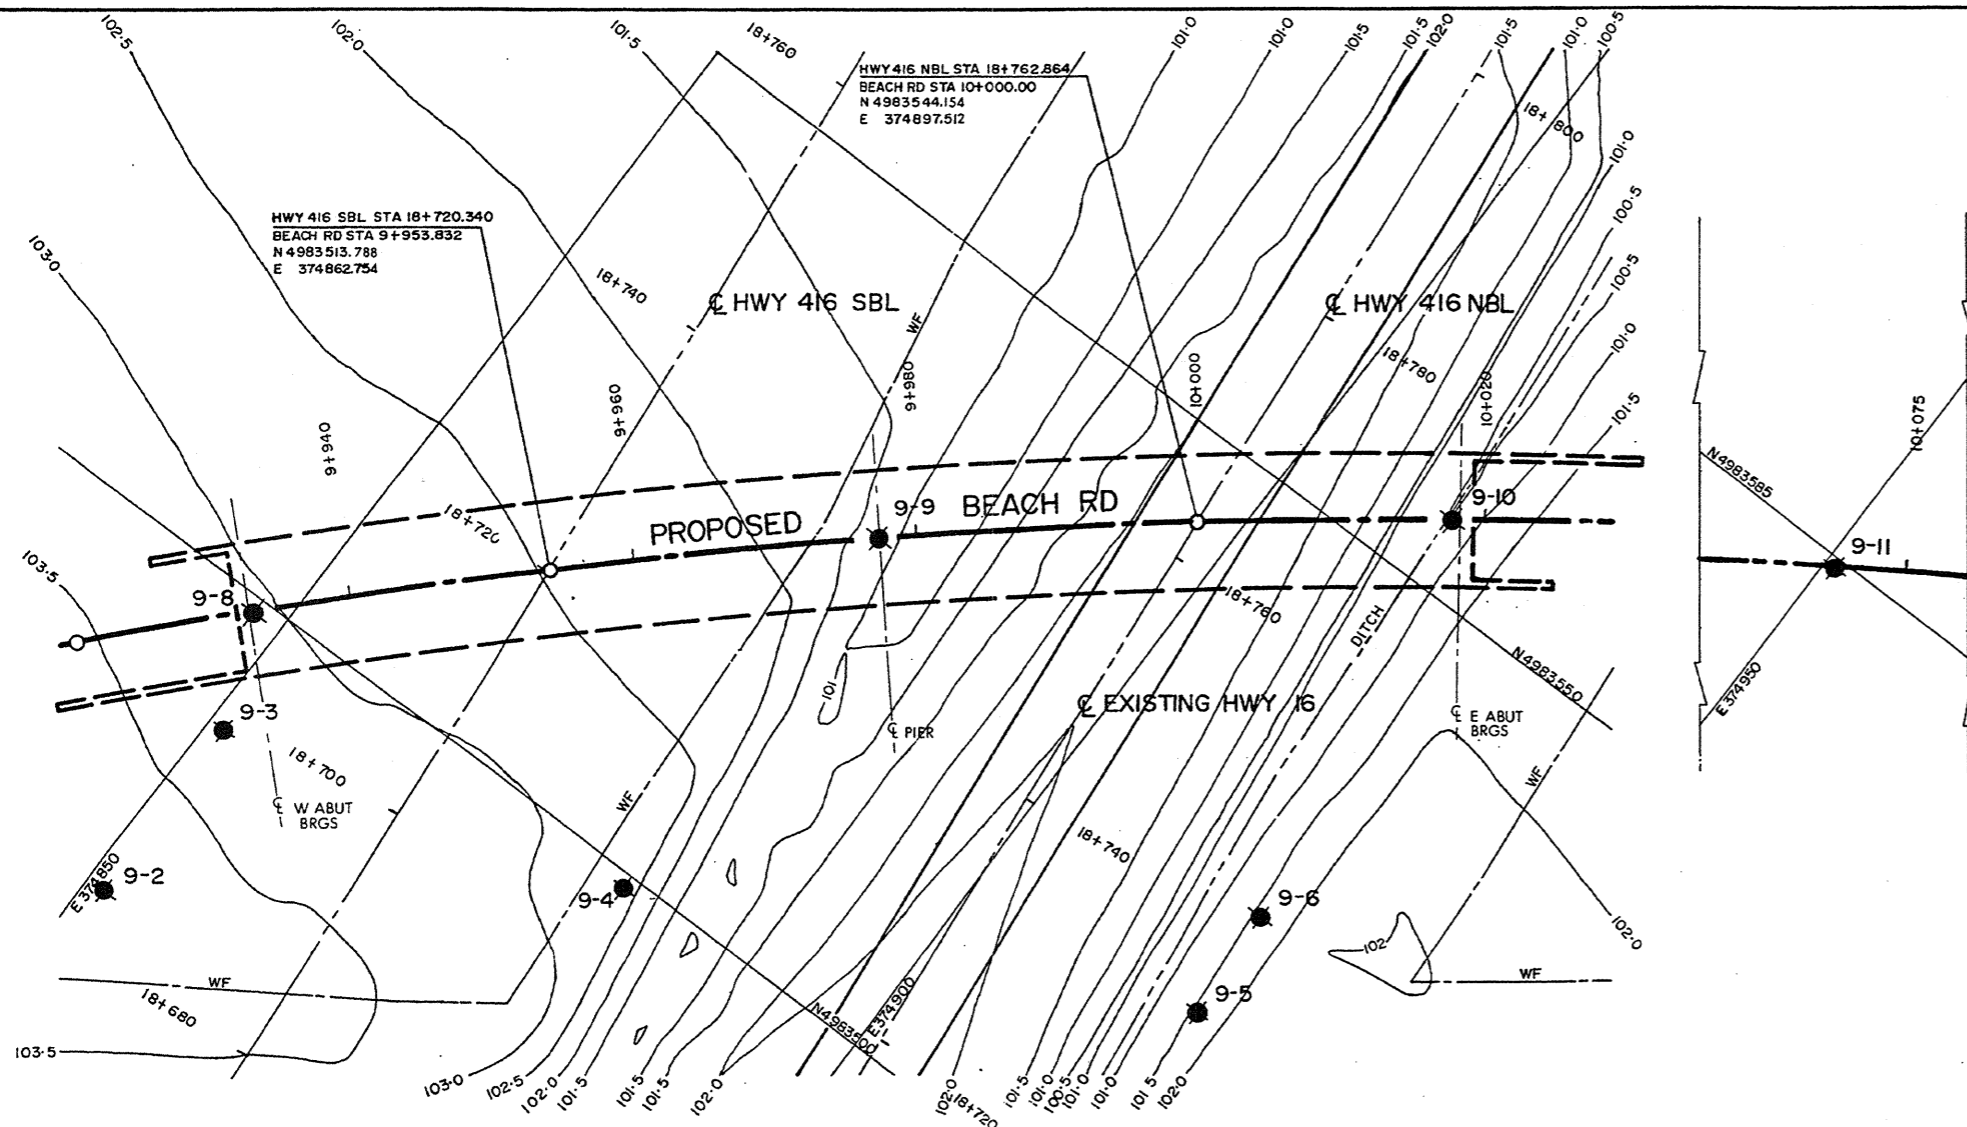 102.5
102.0
101.5
18+760
101.0
101.0
101.5
101.5
102.0
101.5
101.0
100.5
HWY 416 NBL STA 18+762.864
BEACH RD STA 10+000.00
N 4983544.154
E 374897.512
18+800
101.0
100.5
100.5
101.0
101.5
HWY 416 SBL STA 18+720.340
BEACH RD STA 9+953.832
N 4983513.788
E 374862.754
103.0
18+740
℄ HWY 416 SBL
WF
℄ HWY 416 NBL
18+780
9+940
9+960
9+980
10+000
10+020
10+075
N4983585
18+720
PROPOSED
9-9
BEACH RD
9-10
9-11
103.5
9-8
18+760
DITCH
N4983550
E 374950
9-3
101
℄ PIER
℄ EXISTING HWY 16
℄ E ABUT
BRGS
18+700
℄ W ABUT
BRGS
WF
WF
18+740
E 374850
9-2
9-4
9-6
102.0
102
WF
WF
9-5
18+680
N4983500
E374900
103.5
103.0
102.5
102.0
101.5
101.5
101.5
102.0
102.0
18+720
101.5
101.0
100.5
101.0
101.0
101.5
102.0